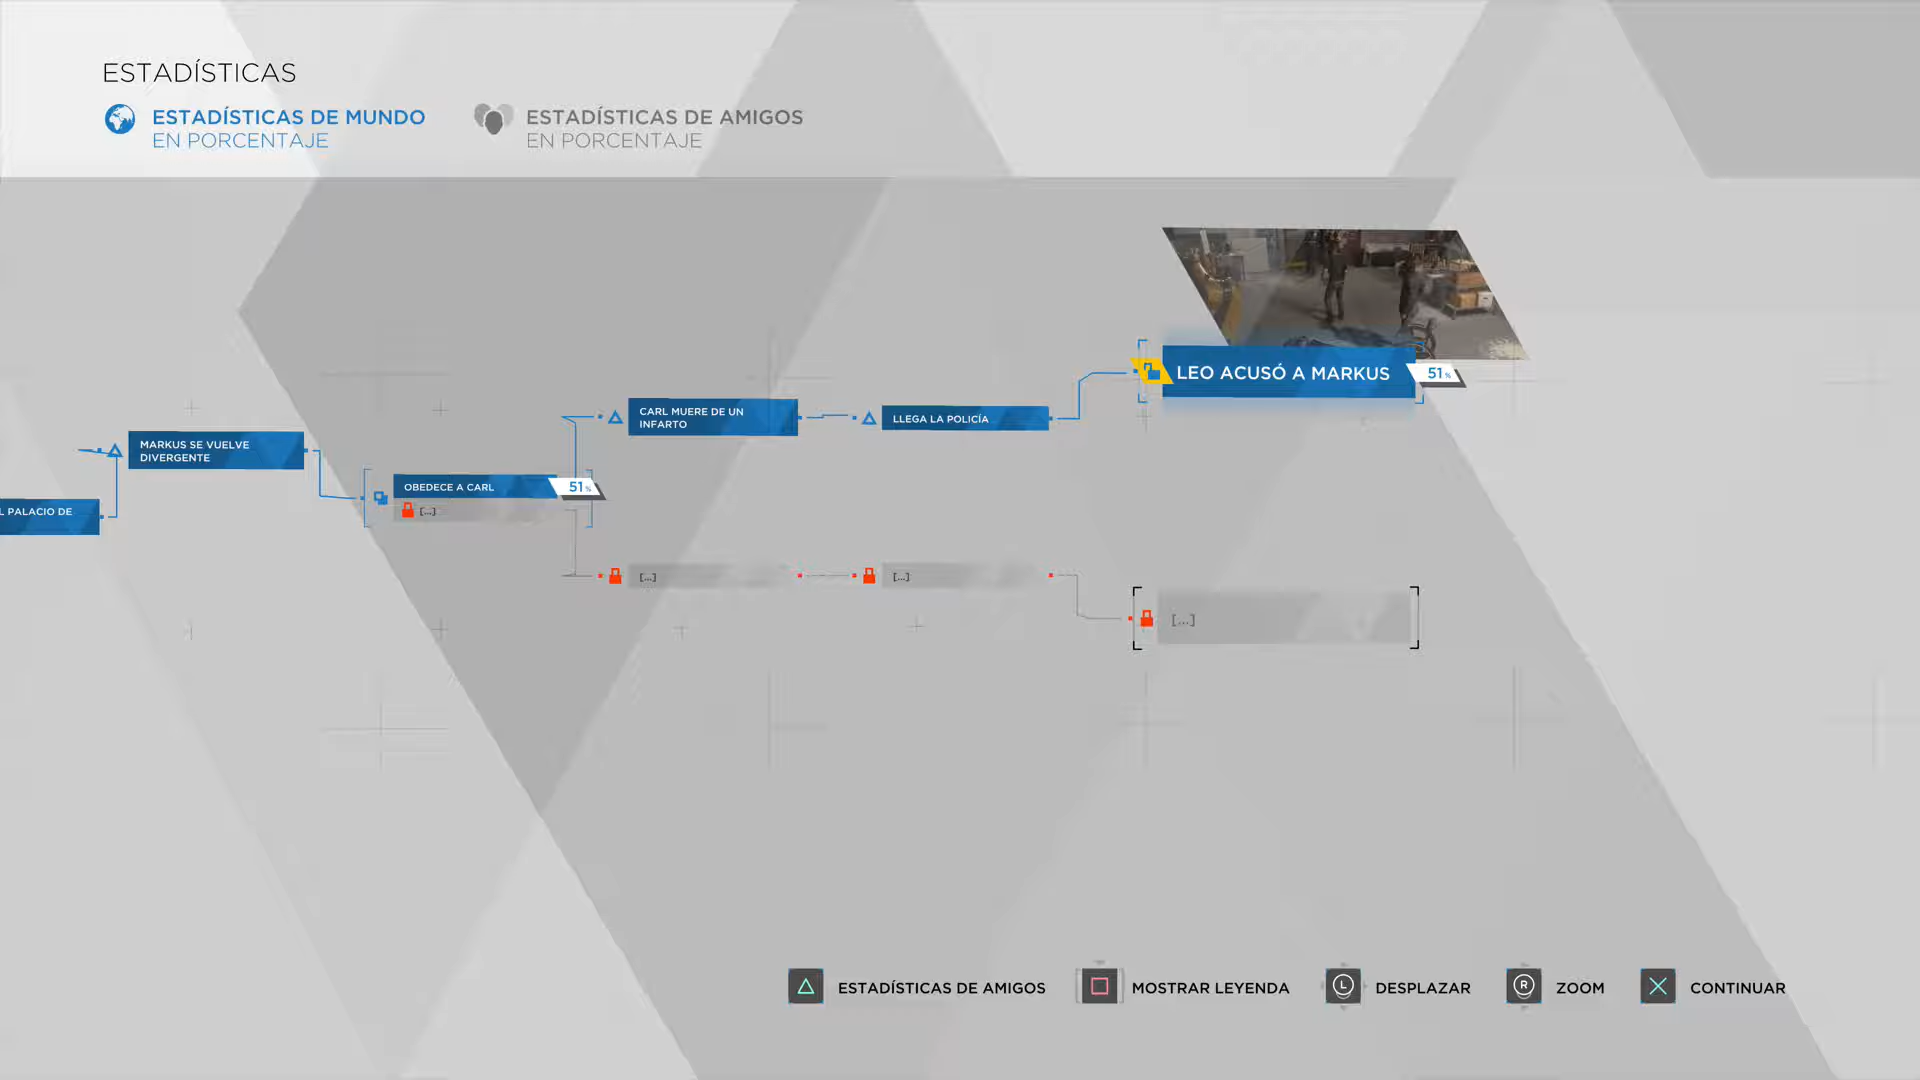 ESTADÍSTICAS
ESTADÍSTICAS DE MUNDO
EN PORCENTAJE
ESTADÍSTICAS DE AMIGOS
EN PORCENTAJE
L PALACIO DE
MARKUS SE VUELVE
DIVERGENTE
OBEDECE A CARL
51%
[...]
CARL MUERE DE UN
INFARTO
LLEGA LA POLICÍA
LEO ACUSÓ A MARKUS
51%
[...]
[...]
[...]
ESTADÍSTICAS DE AMIGOS
MOSTRAR LEYENDA
L
DESPLAZAR
R
ZOOM
CONTINUAR